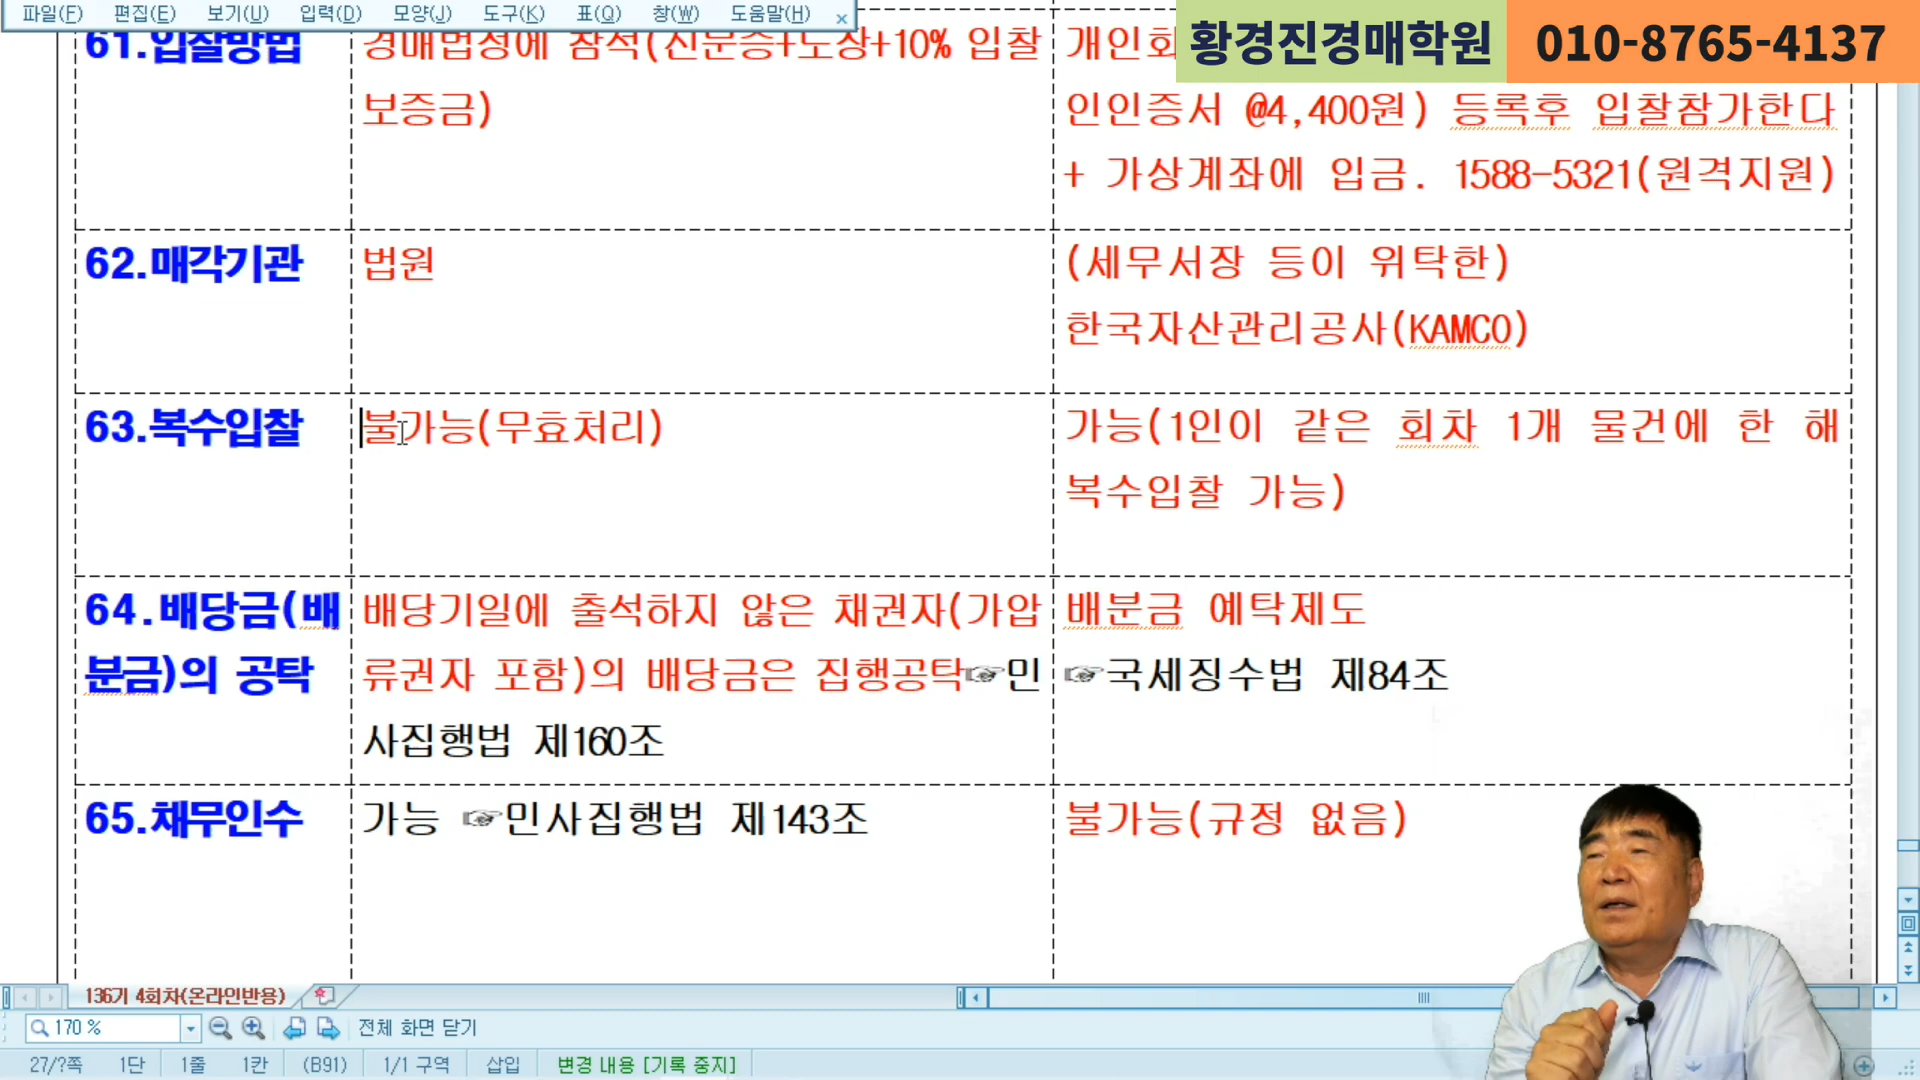 파일(F) 편집(E) 보기(U) 입력(D) 모양(J) 도구(K) 표(Q) 창(W) 도움말(H)
황경진경매학원 010-8765-4137
61.입찰방법
경매법정에 참석(신분증+도장+10% 입찰
보증금)
개인회
인인증서 @4,400원) 등록후 입찰참가한다
+ 가상계좌에 입금. 1588-5321(원격지원)
62.매각기관
법원
(세무서장 등이 위탁한)
한국자산관리공사(KAMCO)
63.복수입찰
불가능(무효처리)
가능(1인이 같은 회차 1개 물건에 한 해
복수입찰 가능)
64.배당금(배
분금)의 공탁
배당기일에 출석하지 않은 채권자(가압
류권자 포함)의 배당금은 집행공탁☞민
사집행법 제160조
배분금 예탁제도
☞국세징수법 제84조
65.채무인수
가능 ☞민사집행법 제143조
불가능(규정 없음)
136기 4회차(온라인반용)
170 % 전체 화면 닫기
27/?쪽 1단 1줄 1칸 (B91) 1/1 구역 삽입 변경 내용 [기록 중지]